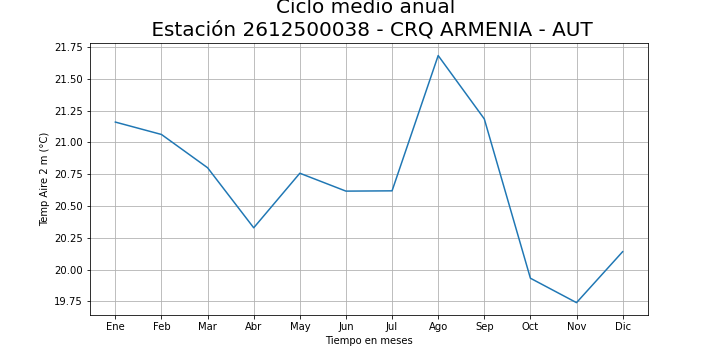 Ciclo medio anual
Estación 2612500038 - CRQ ARMENIA - AUT
21.75
21.50
21.25
21.00
20.75
20.50
20.25
20.00
19.75
Temp Aire 2 m (°C)
Ene Feb Mar Abr May Jun Jul Ago Sep Oct Nov Dic
Tiempo en meses